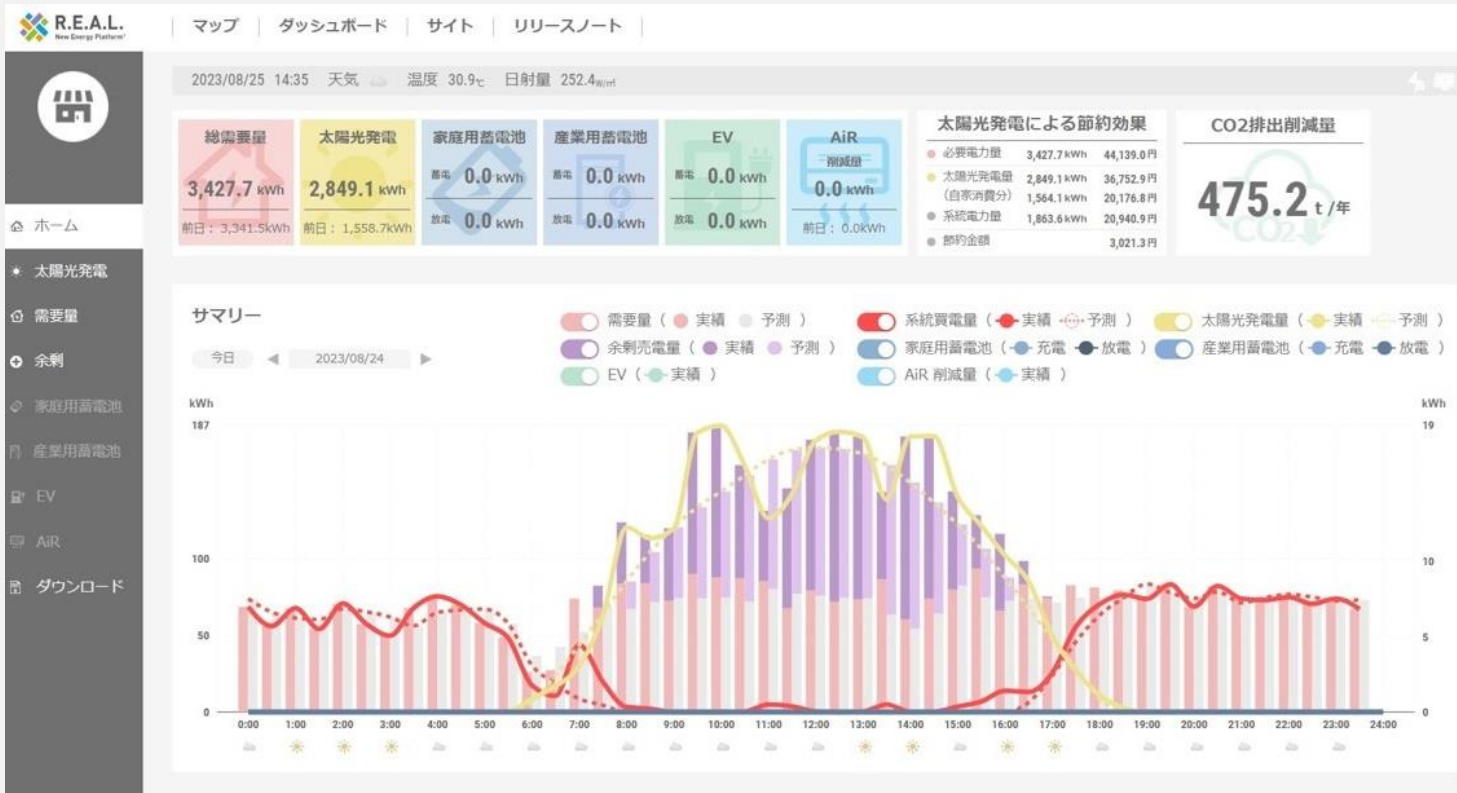 R.E.A.L.
New Energy Platform
マップ ダッシュボード サイト リリースノート
2023/08/25 14:35 天気 温度 30.9℃ 日射量 252.4W/㎡
ホーム
太陽光発電
需要量
余剰
家庭用蓄電池
産業用蓄電池
EV
AiR
ダウンロード
総需要量
3,427.7 kWh
前日： 3,341.5kWh
太陽光発電
2,849.1 kWh
前日： 1,558.7kWh
家庭用蓄電池
蓄電 0.0 kWh
放電 0.0 kWh
産業用蓄電池
蓄電 0.0 kWh
放電 0.0 kWh
EV
蓄電 0.0 kWh
放電 0.0 kWh
AiR
削減量
0.0 kWh
前日： 0.0kWh
太陽光発電による節約効果
必要電力量 3,427.7kWh 44,139.0円
太陽光発電量 2,849.1kWh 36,752.9円
（自家消費分） 1,564.1kWh 20,176.8円
系統電力量 1,863.6kWh 20,940.9円
節約金額 3,021.3円
CO2排出削減量
475.2 t /年
CO2
サマリー
今日 ◀ 2023/08/24 ▶
需要量（ 実績 予測 ） 系統買電量（ 実績 予測 ） 太陽光発電量（ 実績 予測 ）
余剰売電量（ 実績 予測 ） 家庭用蓄電池（ 充電 放電 ） 産業用蓄電池（ 充電 放電 ）
EV（ 実績 ） AiR 削減量（ 実績 ）
kWh kWh
187 19
100 10
50 5
0 0
0:00 1:00 2:00 3:00 4:00 5:00 6:00 7:00 8:00 9:00 10:00 11:00 12:00 13:00 14:00 15:00 16:00 17:00 18:00 19:00 20:00 21:00 22:00 23:00 24:00